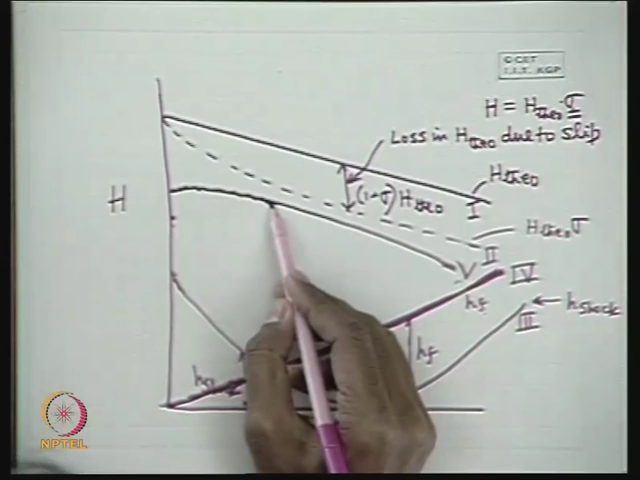 © CET
I.I.T. KGP
H = Htheo σ
Loss in Htheo due to slip
Htheo
I
(1-σ) Htheo
H
Htheo σ
II
V
IV
hf
hshock
III
hf
NPTEL